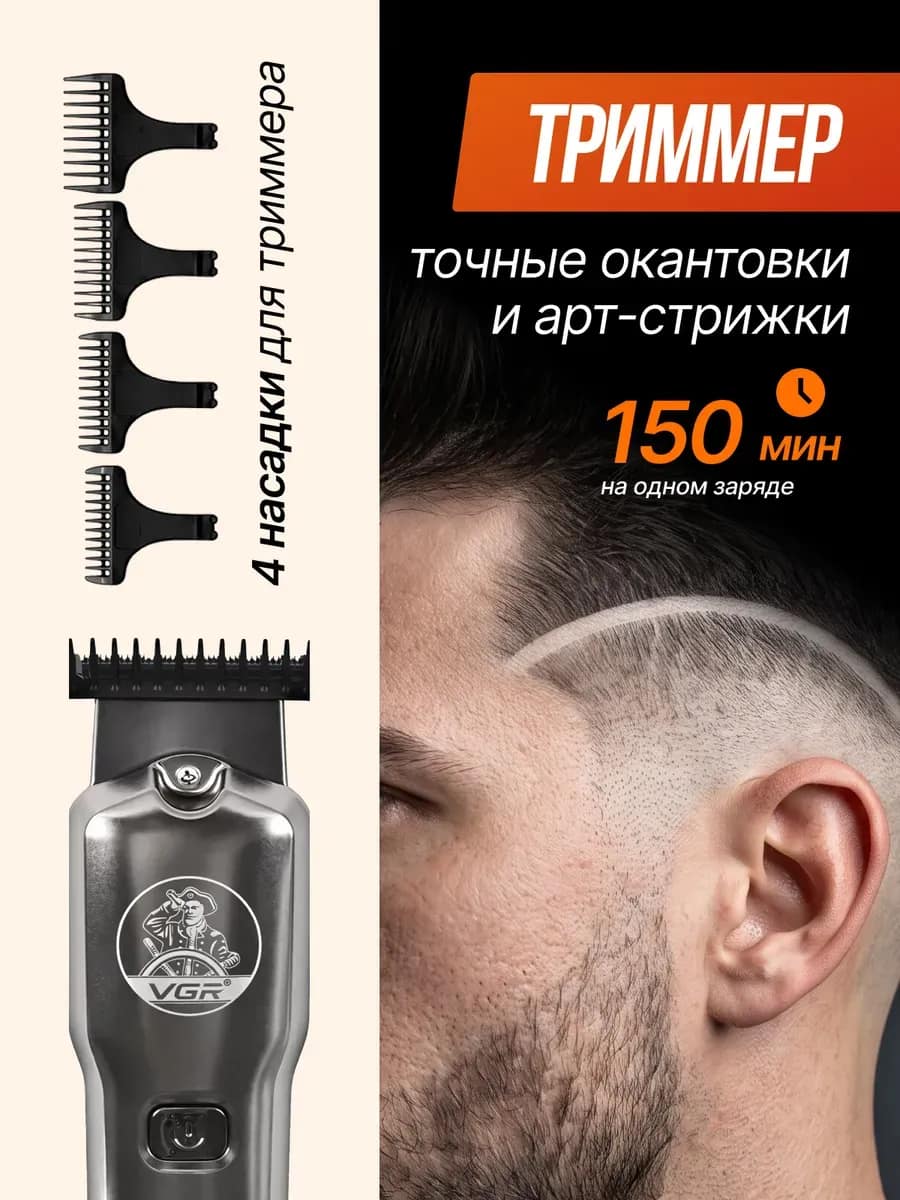 ТРИММЕР
точные окантовки
и арт-стрижки
150 мин
на одном заряде
4 насадки для триммера
VGR®